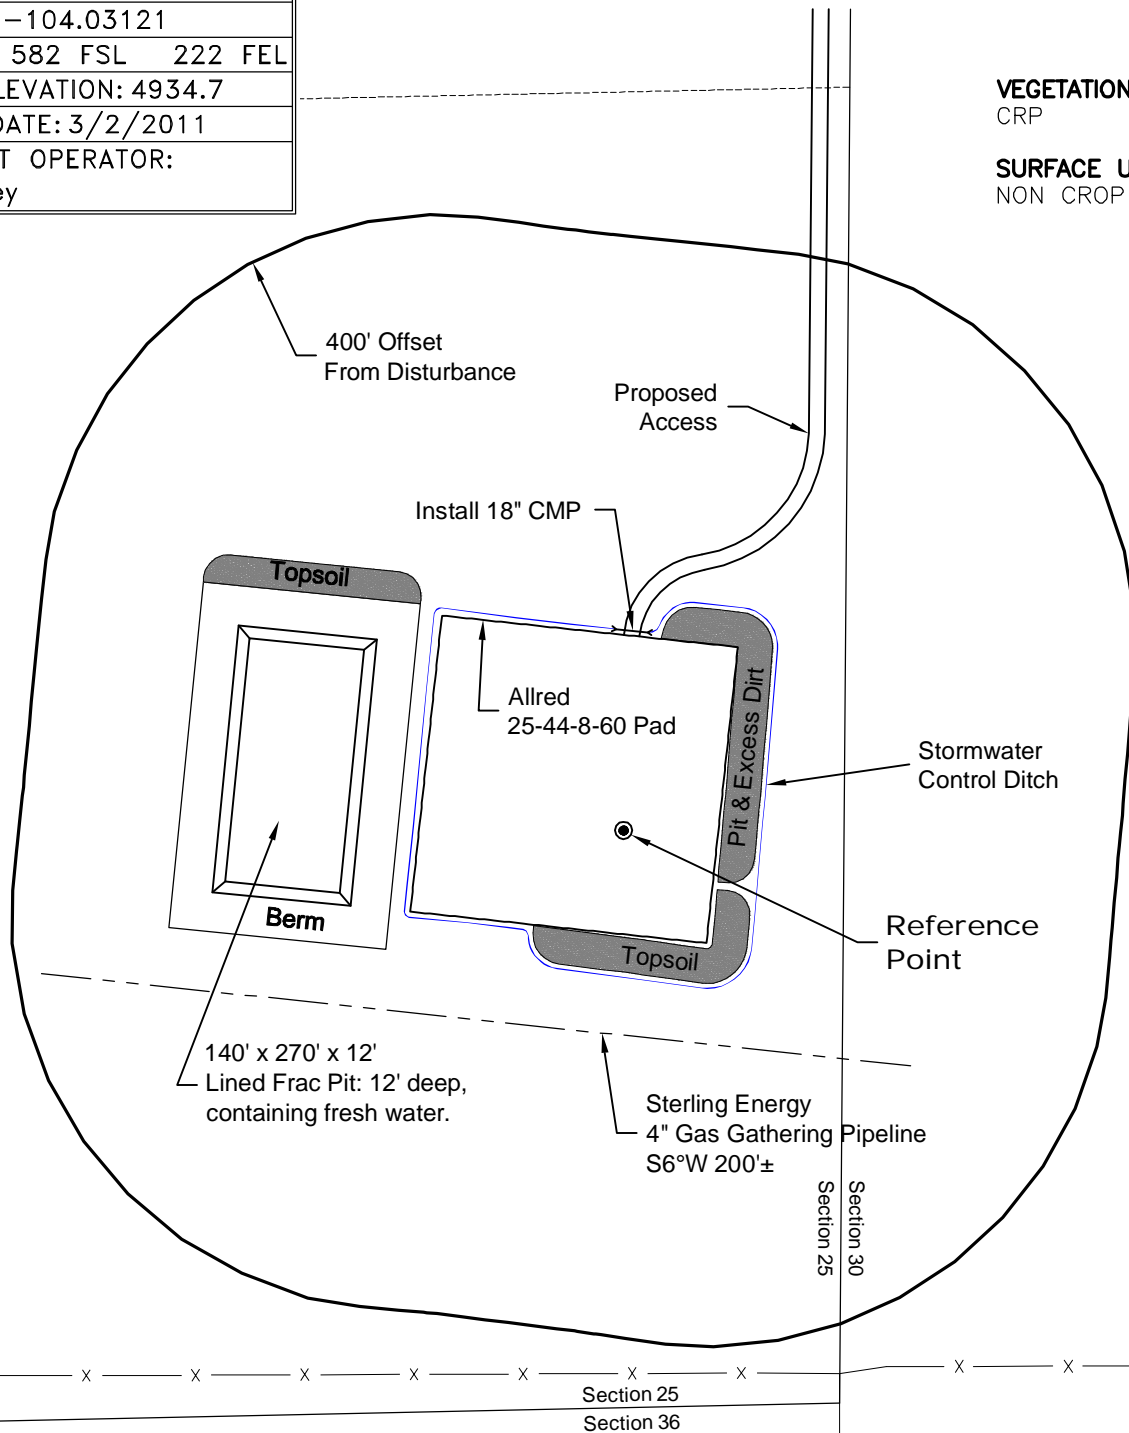 -104.03121
582 FSL 222 FEL
LEVATION: 4934.7
DATE: 3/2/2011
T OPERATOR:
ey
VEGETATION
CRP
SURFACE U
NON CROP
400' Offset
From Disturbance
Proposed
Access
Install 18" CMP
Topsoil
Allred
25-44-8-60 Pad
Pit & Excess Dirt
Stormwater
Control Ditch
Berm
Reference
Point
Topsoil
140' x 270' x 12'
Lined Frac Pit: 12' deep,
containing fresh water.
Sterling Energy
4" Gas Gathering Pipeline
S6°W 200'±
Section 25
Section 30
X X X X X X X X X
Section 25
Section 36